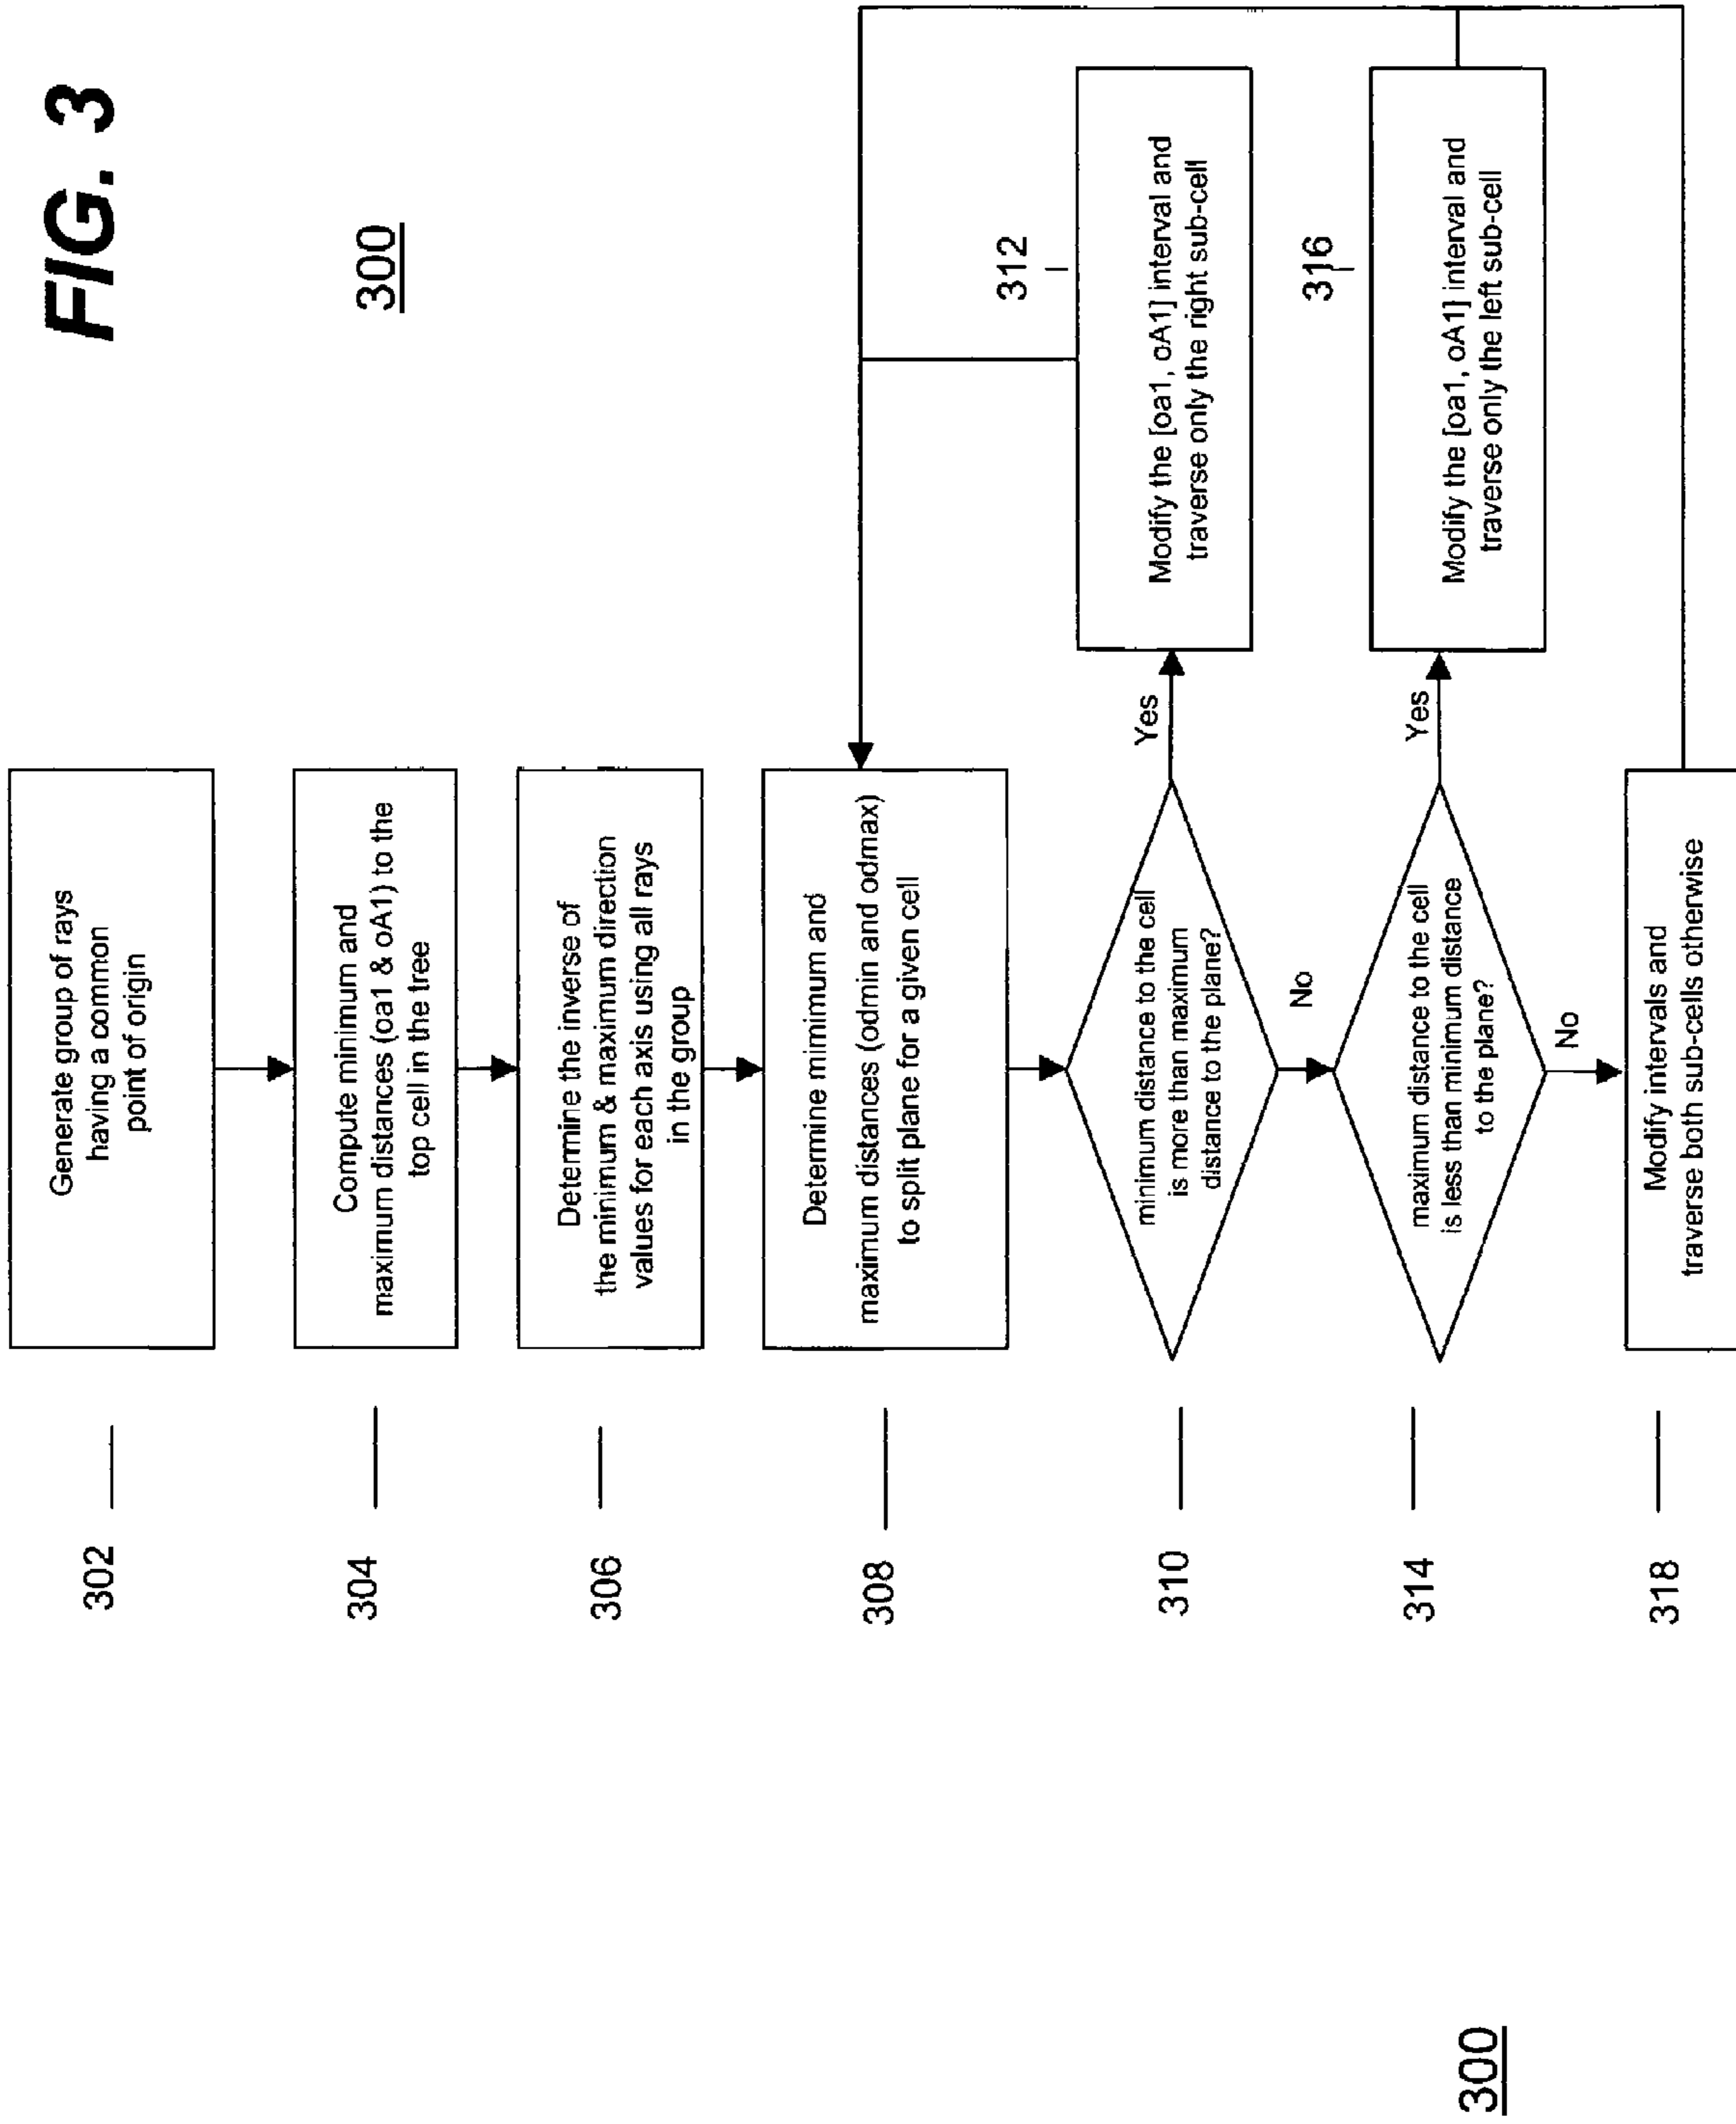 FIG. 3
300
302
Generate group of rays
having a common
point of origin
304
Compute minimum and
maximum distances (oa1 & oA1) to the
top cell in the tree
306
Determine the inverse of
the minimum & maximum direction
values for each axis using all rays
in the group
308
Determine mimimum and
maximum distances (odmin and odmax)
to split plane for a given cell
310
minimum distance to the cell
is more than maximum
distance to the plane?
Yes
312
Modify the [oa1, oA1] interval and
traverse only the right sub-cell
No
314
maximum distance to the cell
is less than minimum distance
to the plane?
Yes
316
Modify the [oa1, oA1] interval and
traverse only the left sub-cell
No
318
Modify intervals and
traverse both sub-cells otherwise
300